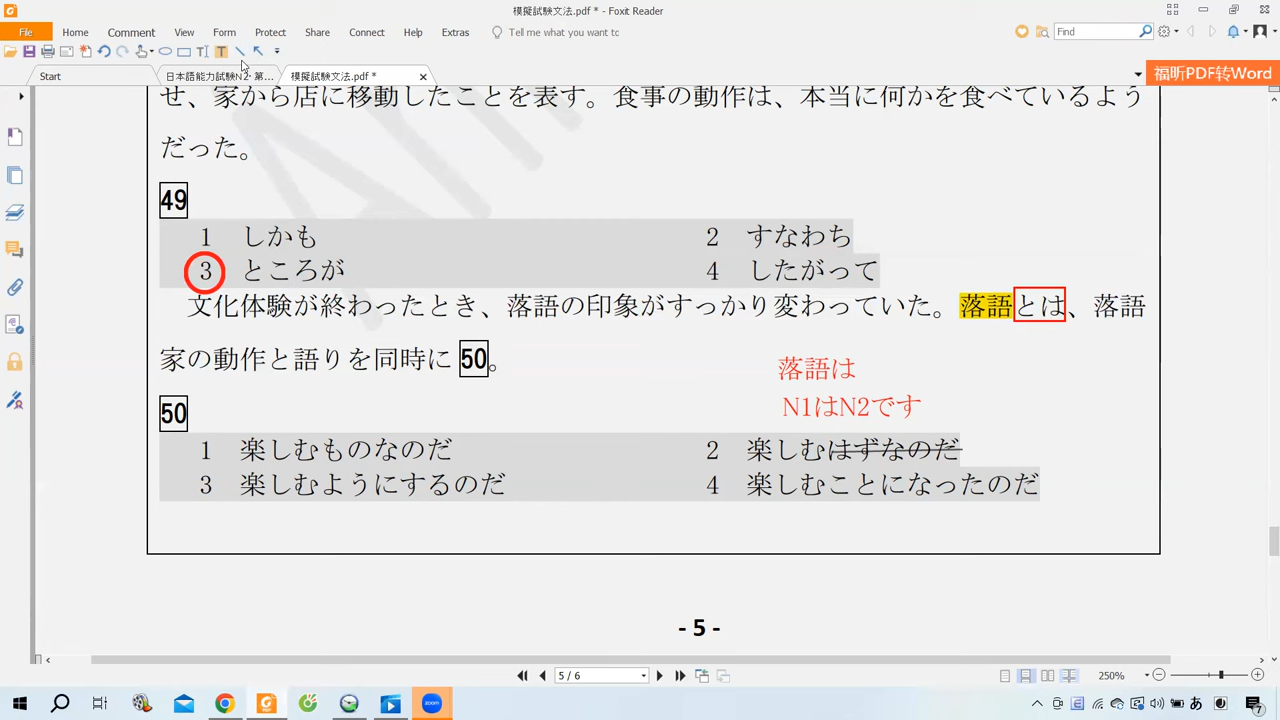 模擬試験文法.pdf * - Foxit Reader
File Home Comment View Form Protect Share Connect Help Extras Tell me what you want to Find
Start 日本語能力試験N2- 第... 模擬試験文法.pdf * 福昕PDF转Word
せ、家から店に移動したことを表す。食事の動作は、本当に何かを食べているよう
だった。
49
1 しかも 2 すなわち
3 ところが 4 したがって
文化体験が終わったとき、落語の印象がすっかり変わっていた。落語とは、落語
家の動作と語りを同時に 50。
落語は
N1はN2です
50
1 楽しむものなのだ 2 楽しむはずなのだ
3 楽しむようにするのだ 4 楽しむことになったのだ
- 5 -
5 / 6 250%
zoom あ 7